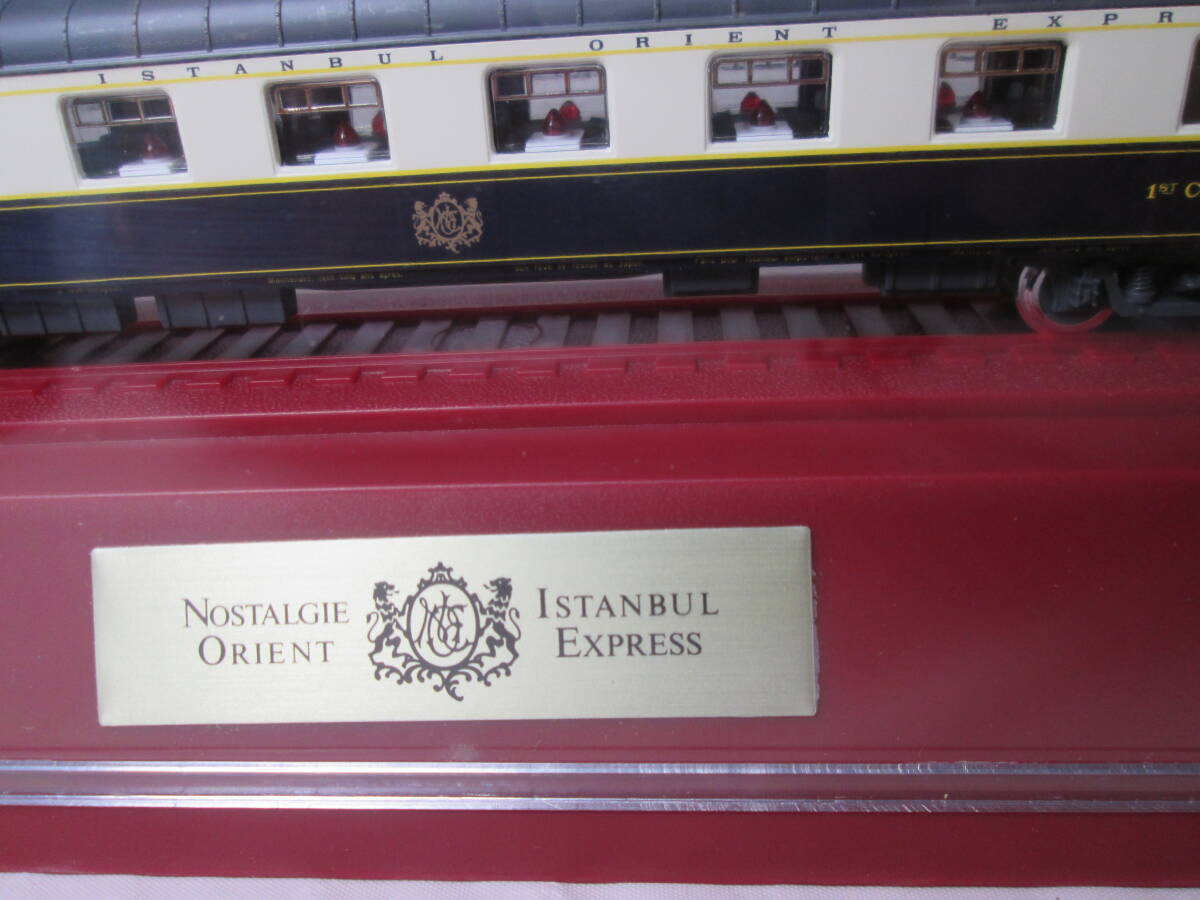 ISTANBUL ORIENT EXPR
1ST C
NOSTALGIE ORIENT
ISTANBUL EXPRESS